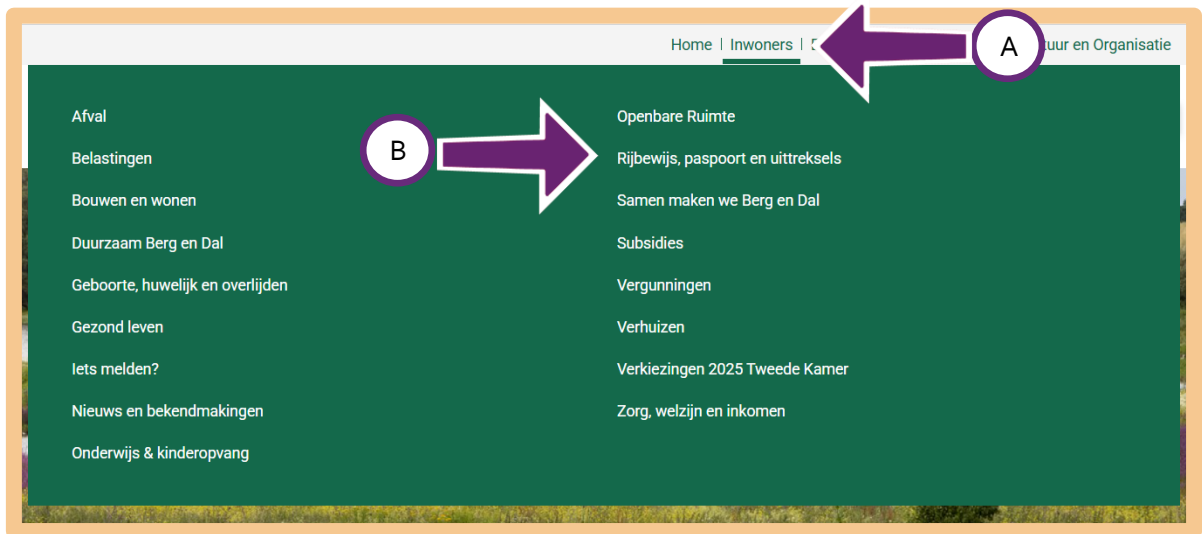 Home | Inwoners |
A
en Organisatie
Afval
Belastingen
Bouwen en wonen
Duurzaam Berg en Dal
Geboorte, huwelijk en overlijden
Gezond leven
Iets melden?
Nieuws en bekendmakingen
Onderwijs & kinderopvang
B
Openbare Ruimte
Rijbewijs, paspoort en uittreksels
Samen maken we Berg en Dal
Subsidies
Vergunningen
Verhuizen
Verkiezingen 2025 Tweede Kamer
Zorg, welzijn en inkomen